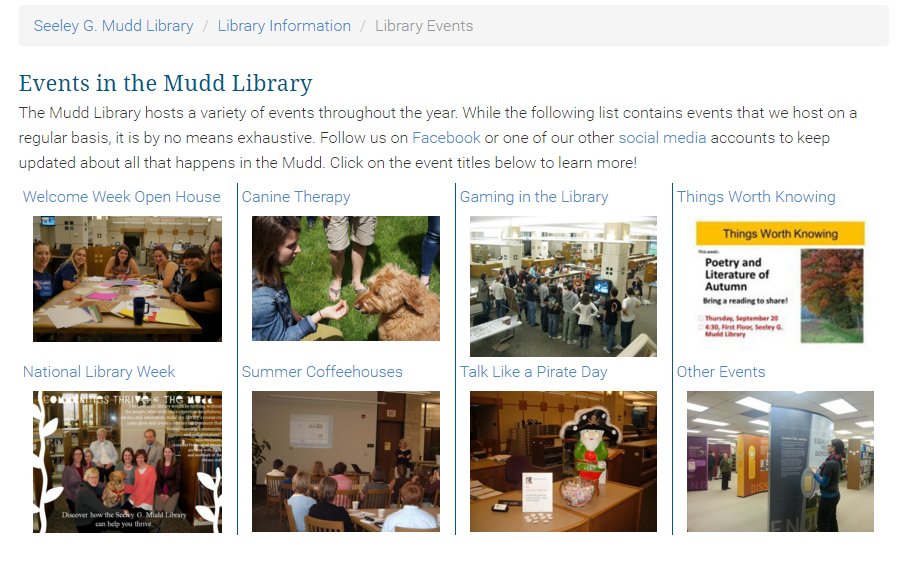 Seeley G. Mudd Library / Library Information / Library Events
Events in the Mudd Library
The Mudd Library hosts a variety of events throughout the year. While the following list contains events that we host on a
regular basis, it is by no means exhaustive. Follow us on Facebook or one of our other social media accounts to keep
updated about all that happens in the Mudd. Click on the event titles below to learn more!
Welcome Week Open House
Canine Therapy
Gaming in the Library
Things Worth Knowing
Things Worth Knowing
This week:
Poetry and
Literature of
Autumn
Bring a reading to share!
Thursday, September 20
4:30, First Floor, Seeley G.
Mudd Library
National Library Week
Summer Coffeehouses
Talk Like a Pirate Day
Other Events
COMMUNITIES THRIVE @ THE MUDD
Discover how the Seeley G. Mudd Library
can help you thrive.